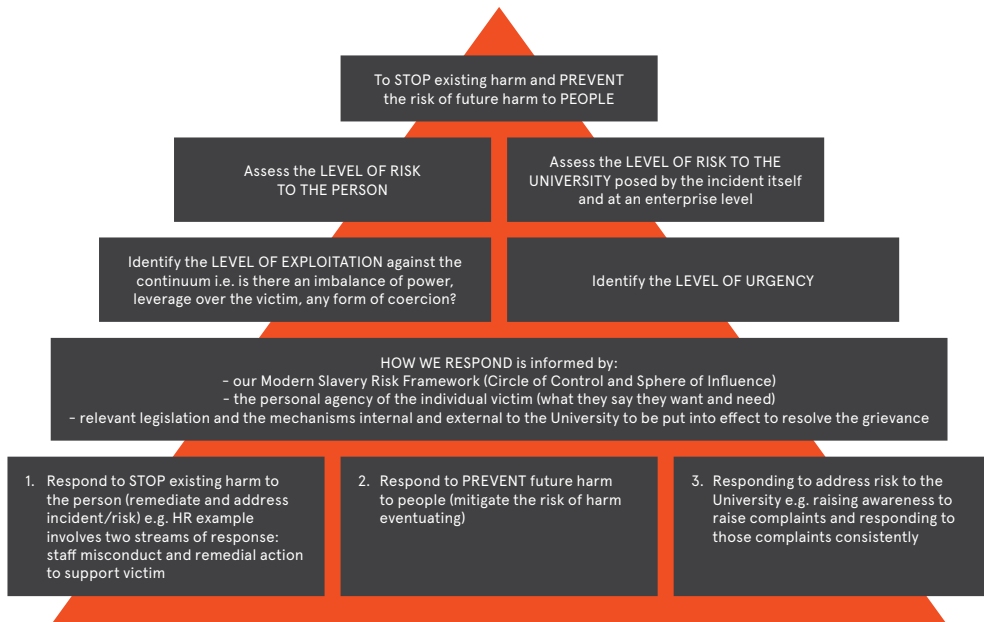 To STOP existing harm and PREVENT
the risk of future harm to PEOPLE
Assess the LEVEL OF RISK
TO THE PERSON
Assess the LEVEL OF RISK TO THE
UNIVERSITY posed by the incident itself
and at an enterprise level
Identify the LEVEL OF EXPLOITATION against the
continuum i.e. is there an imbalance of power,
leverage over the victim, any form of coercion?
Identify the LEVEL OF URGENCY
HOW WE RESPOND is informed by:
- our Modern Slavery Risk Framework (Circle of Control and Sphere of Influence)
- the personal agency of the individual victim (what they say they want and need)
- relevant legislation and the mechanisms internal and external to the University to be put into effect to resolve the grievance
1. Respond to STOP existing harm to
the person (remediate and address
incident/risk) e.g. HR example
involves two streams of response:
staff misconduct and remedial action
to support victim
2. Respond to PREVENT future harm
to people (mitigate the risk of harm
eventuating)
3. Responding to address risk to the
University e.g. raising awareness to
raise complaints and responding to
those complaints consistently